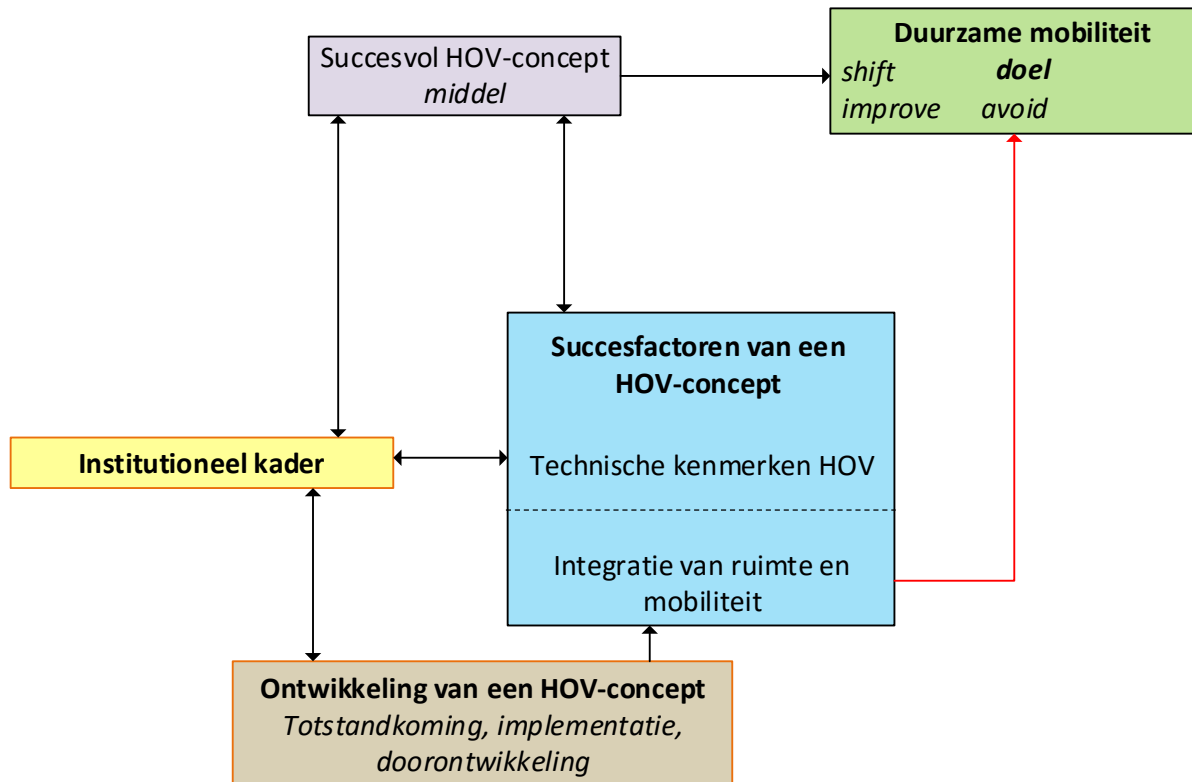 Succesvol HOV-concept
middel
Duurzame mobiliteit
shift doel
improve avoid
Succesfactoren van een
HOV-concept
Technische kenmerken HOV
Integratie van ruimte en
mobiliteit
Institutioneel kader
Ontwikkeling van een HOV-concept
Totstandkoming, implementatie,
doorontwikkeling